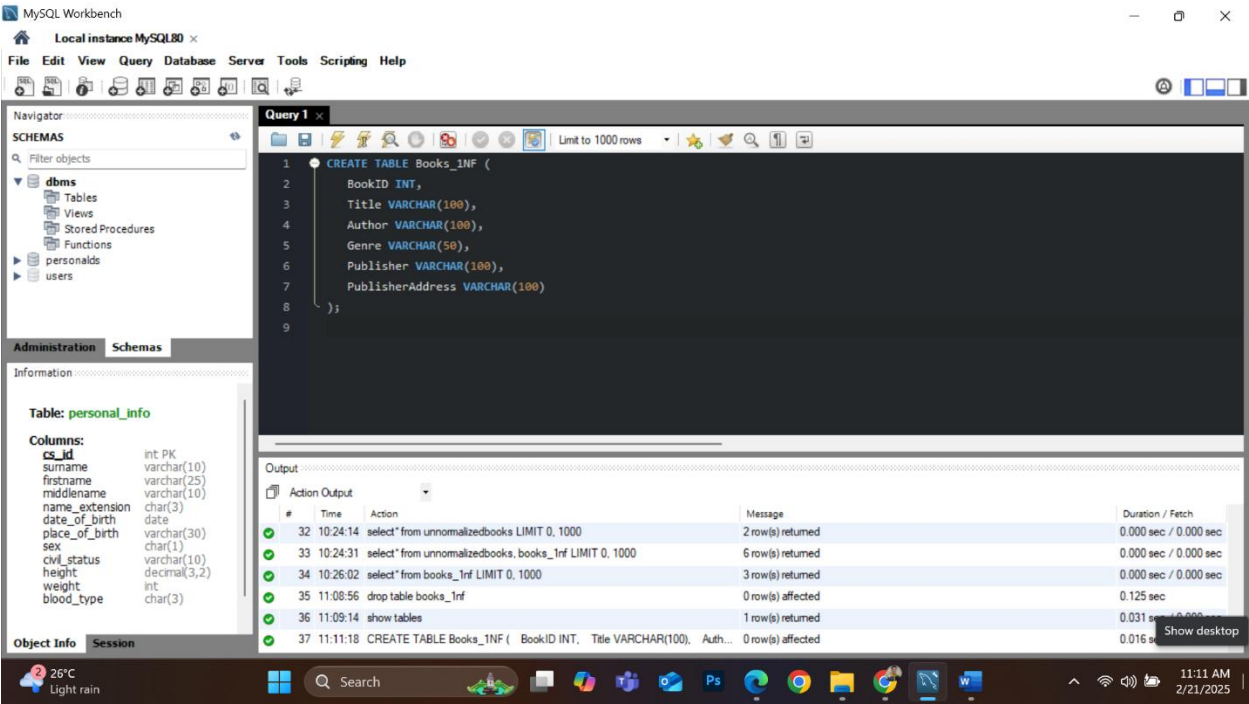 MySQL Workbench
Local instance MySQL80
File Edit View Query Database Server Tools Scripting Help
Navigator
SCHEMAS
Filter objects
dbms
Tables
Views
Stored Procedures
Functions
personalds
users
Administration Schemas
Information
Table: personal_info
Columns:
cs_id int PK
surname varchar(10)
firstname varchar(25)
middlename varchar(10)
name_extension char(3)
date_of_birth date
place_of_birth varchar(30)
sex char(1)
civil_status varchar(10)
height decimal(3,2)
weight int
blood_type char(3)
Object Info Session
Query 1
Limit to 1000 rows
1 CREATE TABLE Books_1NF (
2 BookID INT,
3 Title VARCHAR(100),
4 Author VARCHAR(100),
5 Genre VARCHAR(50),
6 Publisher VARCHAR(100),
7 PublisherAddress VARCHAR(100)
8 );
9
Output
Action Output
# Time Action Message Duration / Fetch
32 10:24:14 select* from unnormalizedbooks LIMIT 0, 1000 2 row(s) returned 0.000 sec / 0.000 sec
33 10:24:31 select* from unnormalizedbooks, books_1nf LIMIT 0, 1000 6 row(s) returned 0.000 sec / 0.000 sec
34 10:26:02 select* from books_1nf LIMIT 0, 1000 3 row(s) returned 0.000 sec / 0.000 sec
35 11:08:56 drop table books_1nf 0 row(s) affected 0.125 sec
36 11:09:14 show tables 1 row(s) returned 0.031
37 11:11:18 CREATE TABLE Books_1NF ( BookID INT, Title VARCHAR(100), Auth... 0 row(s) affected 0.016
Show desktop
2
26°C
Light rain
Search
Ps
W
11:11 AM
2/21/2025